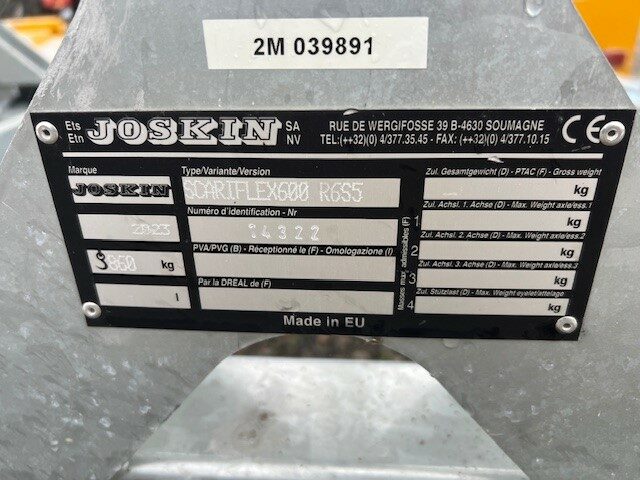 2M 039891
Ets
Etn
JOSKIN
SA
NV
RUE DE WERGIFOSSE 39 B-4630 SOUMAGNE
TEL:(++32)(0) 4/377.35.45 - FAX: (++32)(0) 4/377.10.15
CE
Marque
JOSKIN
2023
kg
l
Type/Variante/Version
SCARIFLEX600 R6S5
Numéro d'identification - Nr
14322
PVA/PVG (B) - Réceptionné le (F) - Omologazione (I)
Par la DREAL de (F)
Made in EU
Masses max. admissibles (F)
Zul. Gesamtgewicht (D) - PTAC (F) - Gross weight
kg
Zul. Achsl. 1. Achse (D) - Max. Weight axle/ess.1
1 kg
Zul. Achsl. 2. Achse (D) - Max. Weight axle/ess.2
2 kg
Zul. Achsl. 3. Achse (D) - Max. Weight axle/ess.3
3 kg
Zul. Stützlast (D) - Max. Weight eyelet/attelage
4 kg